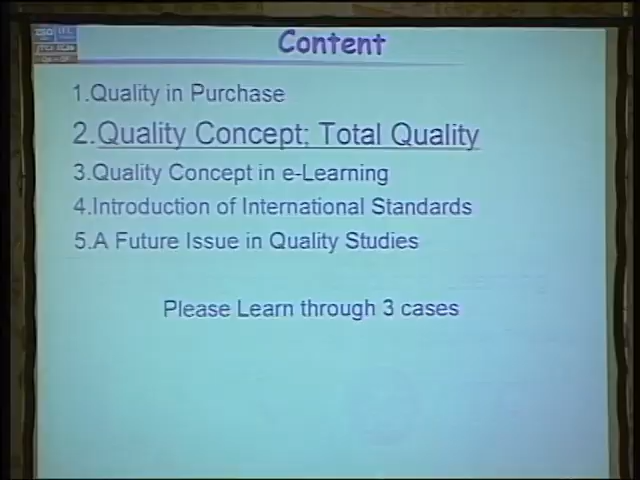 Content
1.Quality in Purchase
2.Quality Concept: Total Quality
3.Quality Concept in e-Learning
4.Introduction of International Standards
5.A Future Issue in Quality Studies
Please Learn through 3 cases